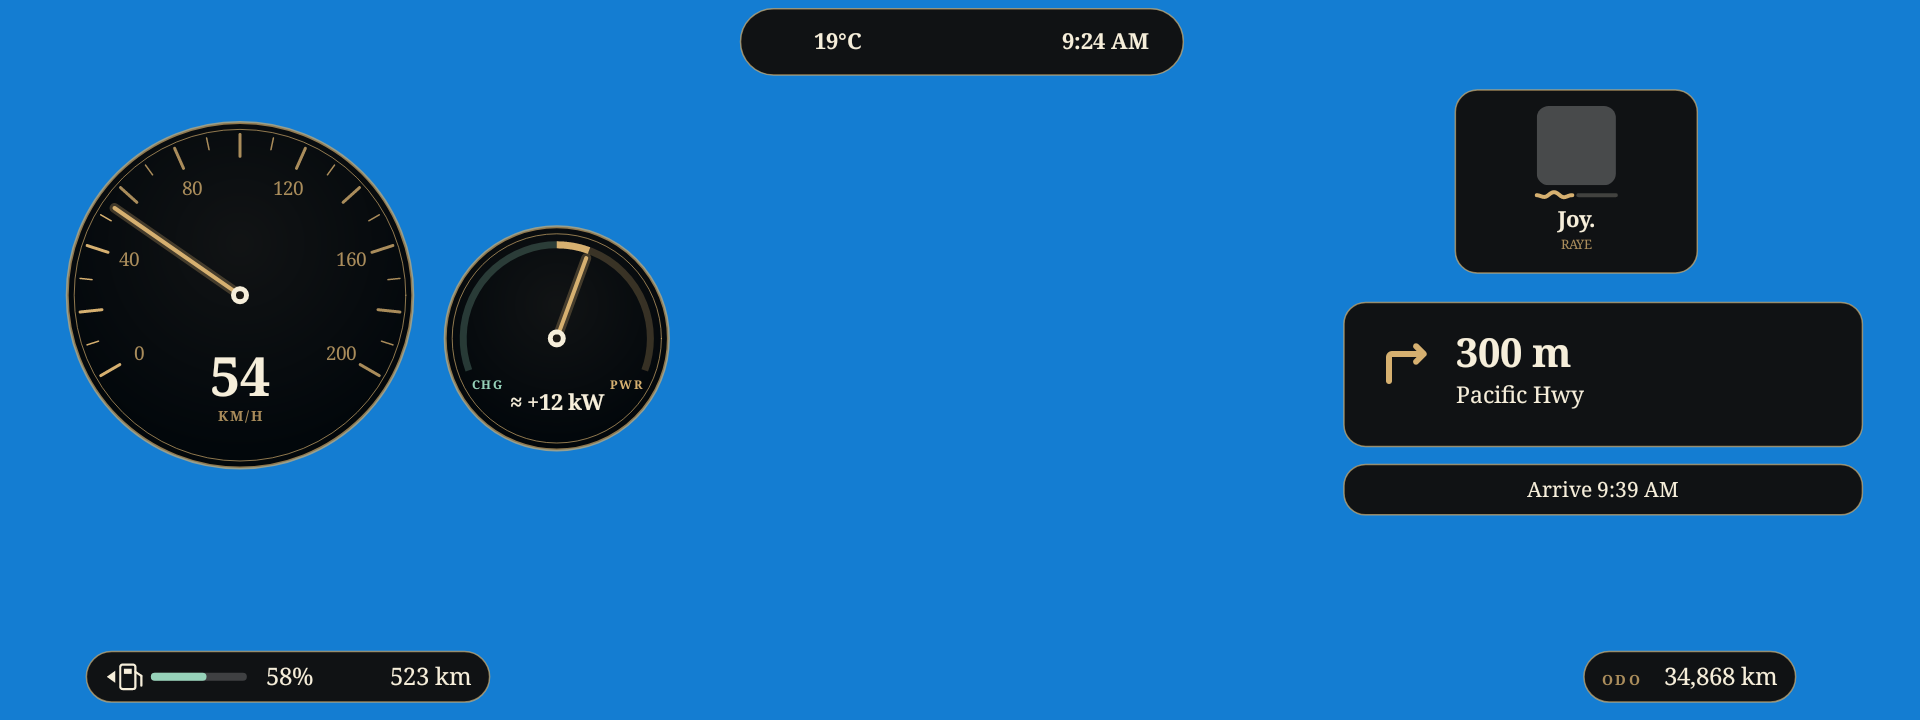 19°C 9:24 AM
80 120
40 160
0 200
54
KM/H
CHG PWR
≈ +12 kW
Joy.
RAYE
300 m
Pacific Hwy
Arrive 9:39 AM
58% 523 km
ODO 34,868 km